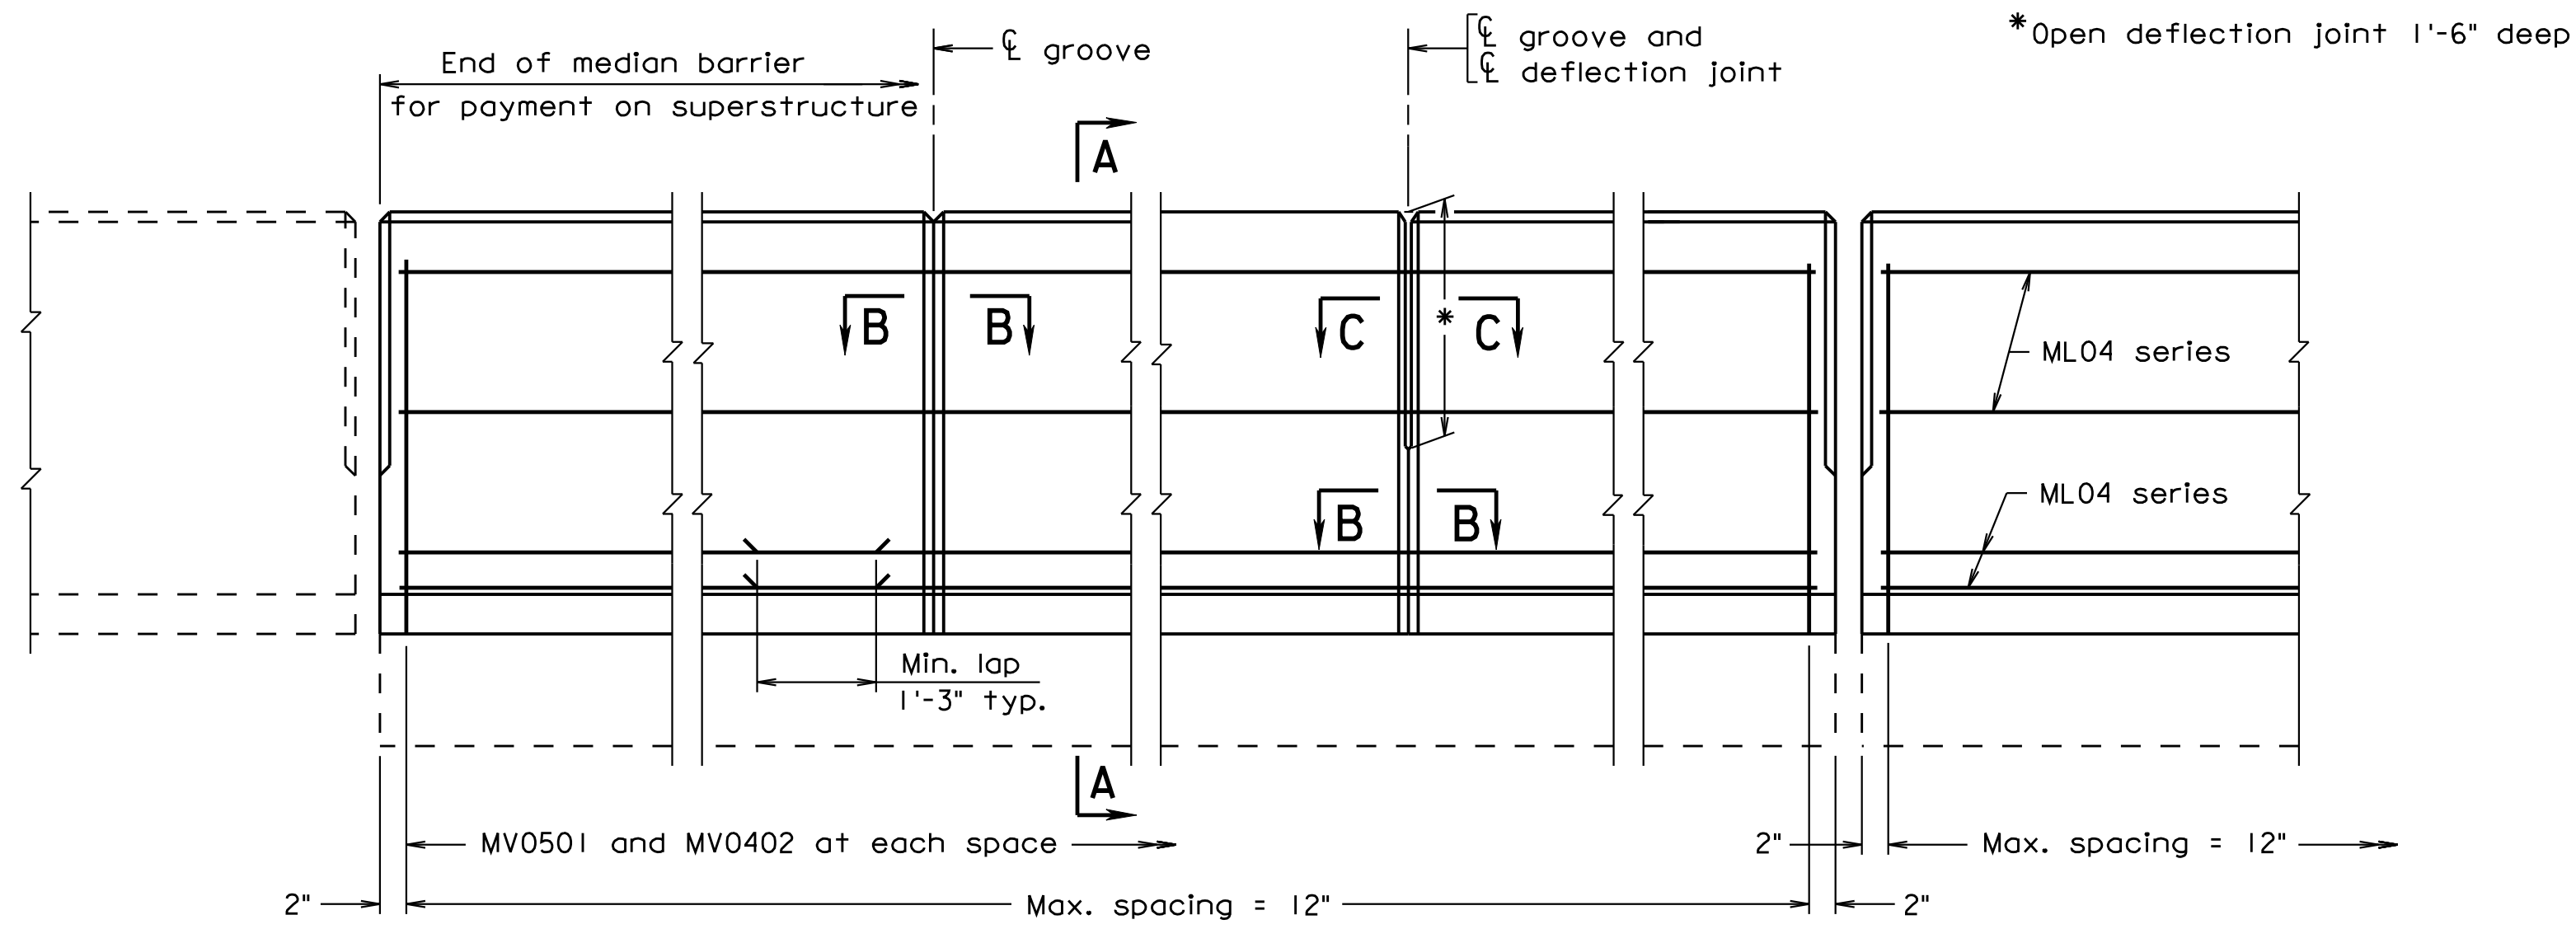 *Open deflection joint 1'-6" deep
℄ groove and
℄ deflection joint
℄ groove
End of median barrier
for payment on superstructure
A
B B C * C
ML04 series
ML04 series
B B
Min. lap
1'-3" typ.
A
MV0501 and MV0402 at each space
2" Max. spacing = 12"
2" Max. spacing = 12" 2"